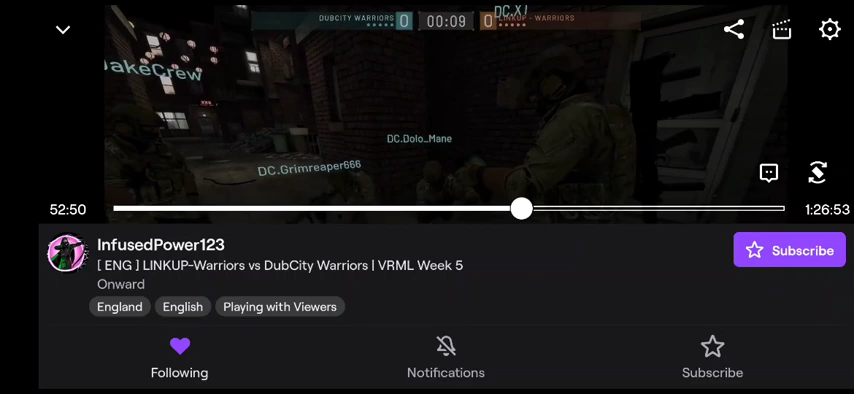 DC.XT
DUBCITY WARRIORS 0 00:09 0 LINKUP - WARRIORS
JakeCrew
DC.Dolo_Mane
DC.Grimreaper666
52:50
1:26:53
InfusedPower123
[ ENG ] LINKUP-Warriors vs DubCity Warriors | VRML Week 5
Subscribe
Onward
England English Playing with Viewers
Following Notifications Subscribe